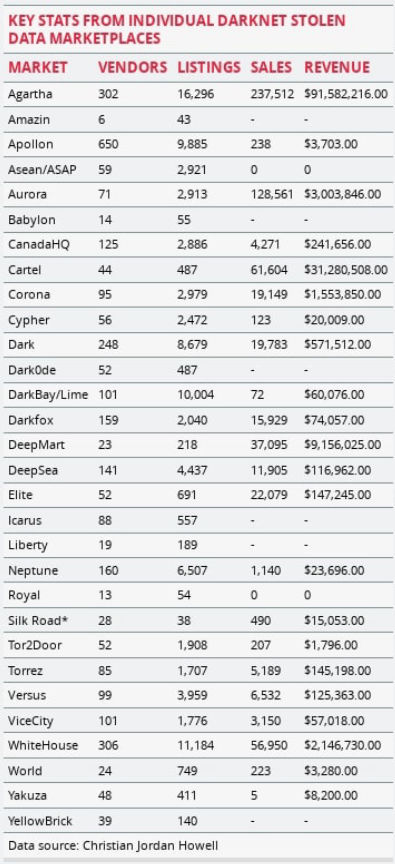 KEY STATS FROM INDIVIDUAL DARKNET STOLEN
DATA MARKETPLACES
MARKET VENDORS LISTINGS SALES REVENUE
Agartha 302 16,296 237,512 $91,582,216.00
Amazin 6 43 - -
Apollon 650 9,885 238 $3,703.00
Asean/ASAP 59 2,921 0 0
Aurora 71 2,913 128,561 $3,003,846.00
Babylon 14 55 - -
CanadaHQ 125 2,886 4,271 $241,656.00
Cartel 44 487 61,604 $31,280,508.00
Corona 95 2,979 19,149 $1,553,850.00
Cypher 56 2,472 123 $20,009.00
Dark 248 8,679 19,783 $571,512.00
Dark0de 52 487 - -
DarkBay/Lime 101 10,004 72 $60,076.00
Darkfox 159 2,040 15,929 $74,057.00
DeepMart 23 218 37,095 $9,156,025.00
DeepSea 141 4,437 11,905 $116,962.00
Elite 52 691 22,079 $147,245.00
Icarus 88 557 - -
Liberty 19 189 - -
Neptune 160 6,507 1,140 $23,696.00
Royal 13 54 0 0
Silk Road* 28 38 490 $15,053.00
Tor2Door 52 1,908 207 $1,796.00
Torrez 85 1,707 5,189 $145,198.00
Versus 99 3,959 6,532 $125,363.00
ViceCity 101 1,776 3,150 $57,018.00
WhiteHouse 306 11,184 56,950 $2,146,730.00
World 24 749 223 $3,280.00
Yakuza 48 411 5 $8,200.00
YellowBrick 39 140 - -
Data source: Christian Jordan Howell